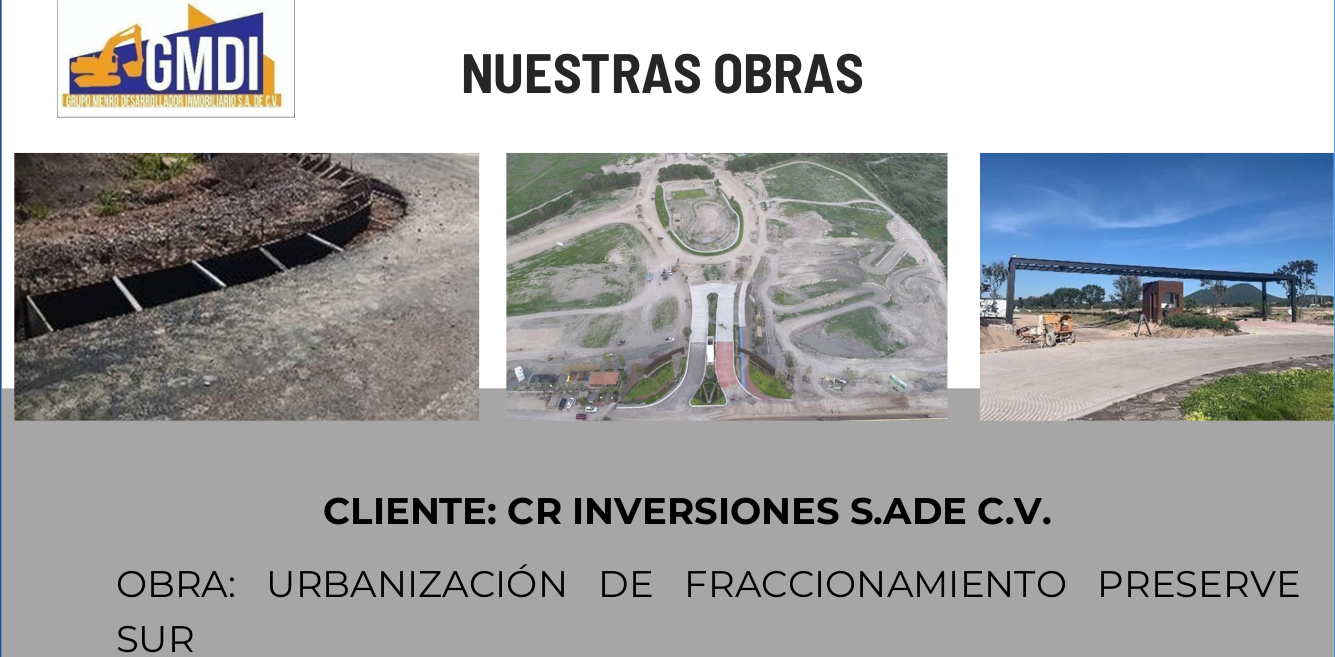 GMDI
GRUPO MENRO DESARROLLADOR INMOBILIARIO S.A. DE C.V.
NUESTRAS OBRAS
CLIENTE: CR INVERSIONES S.ADE C.V.
OBRA: URBANIZACIÓN DE FRACCIONAMIENTO PRESERVE
SUR